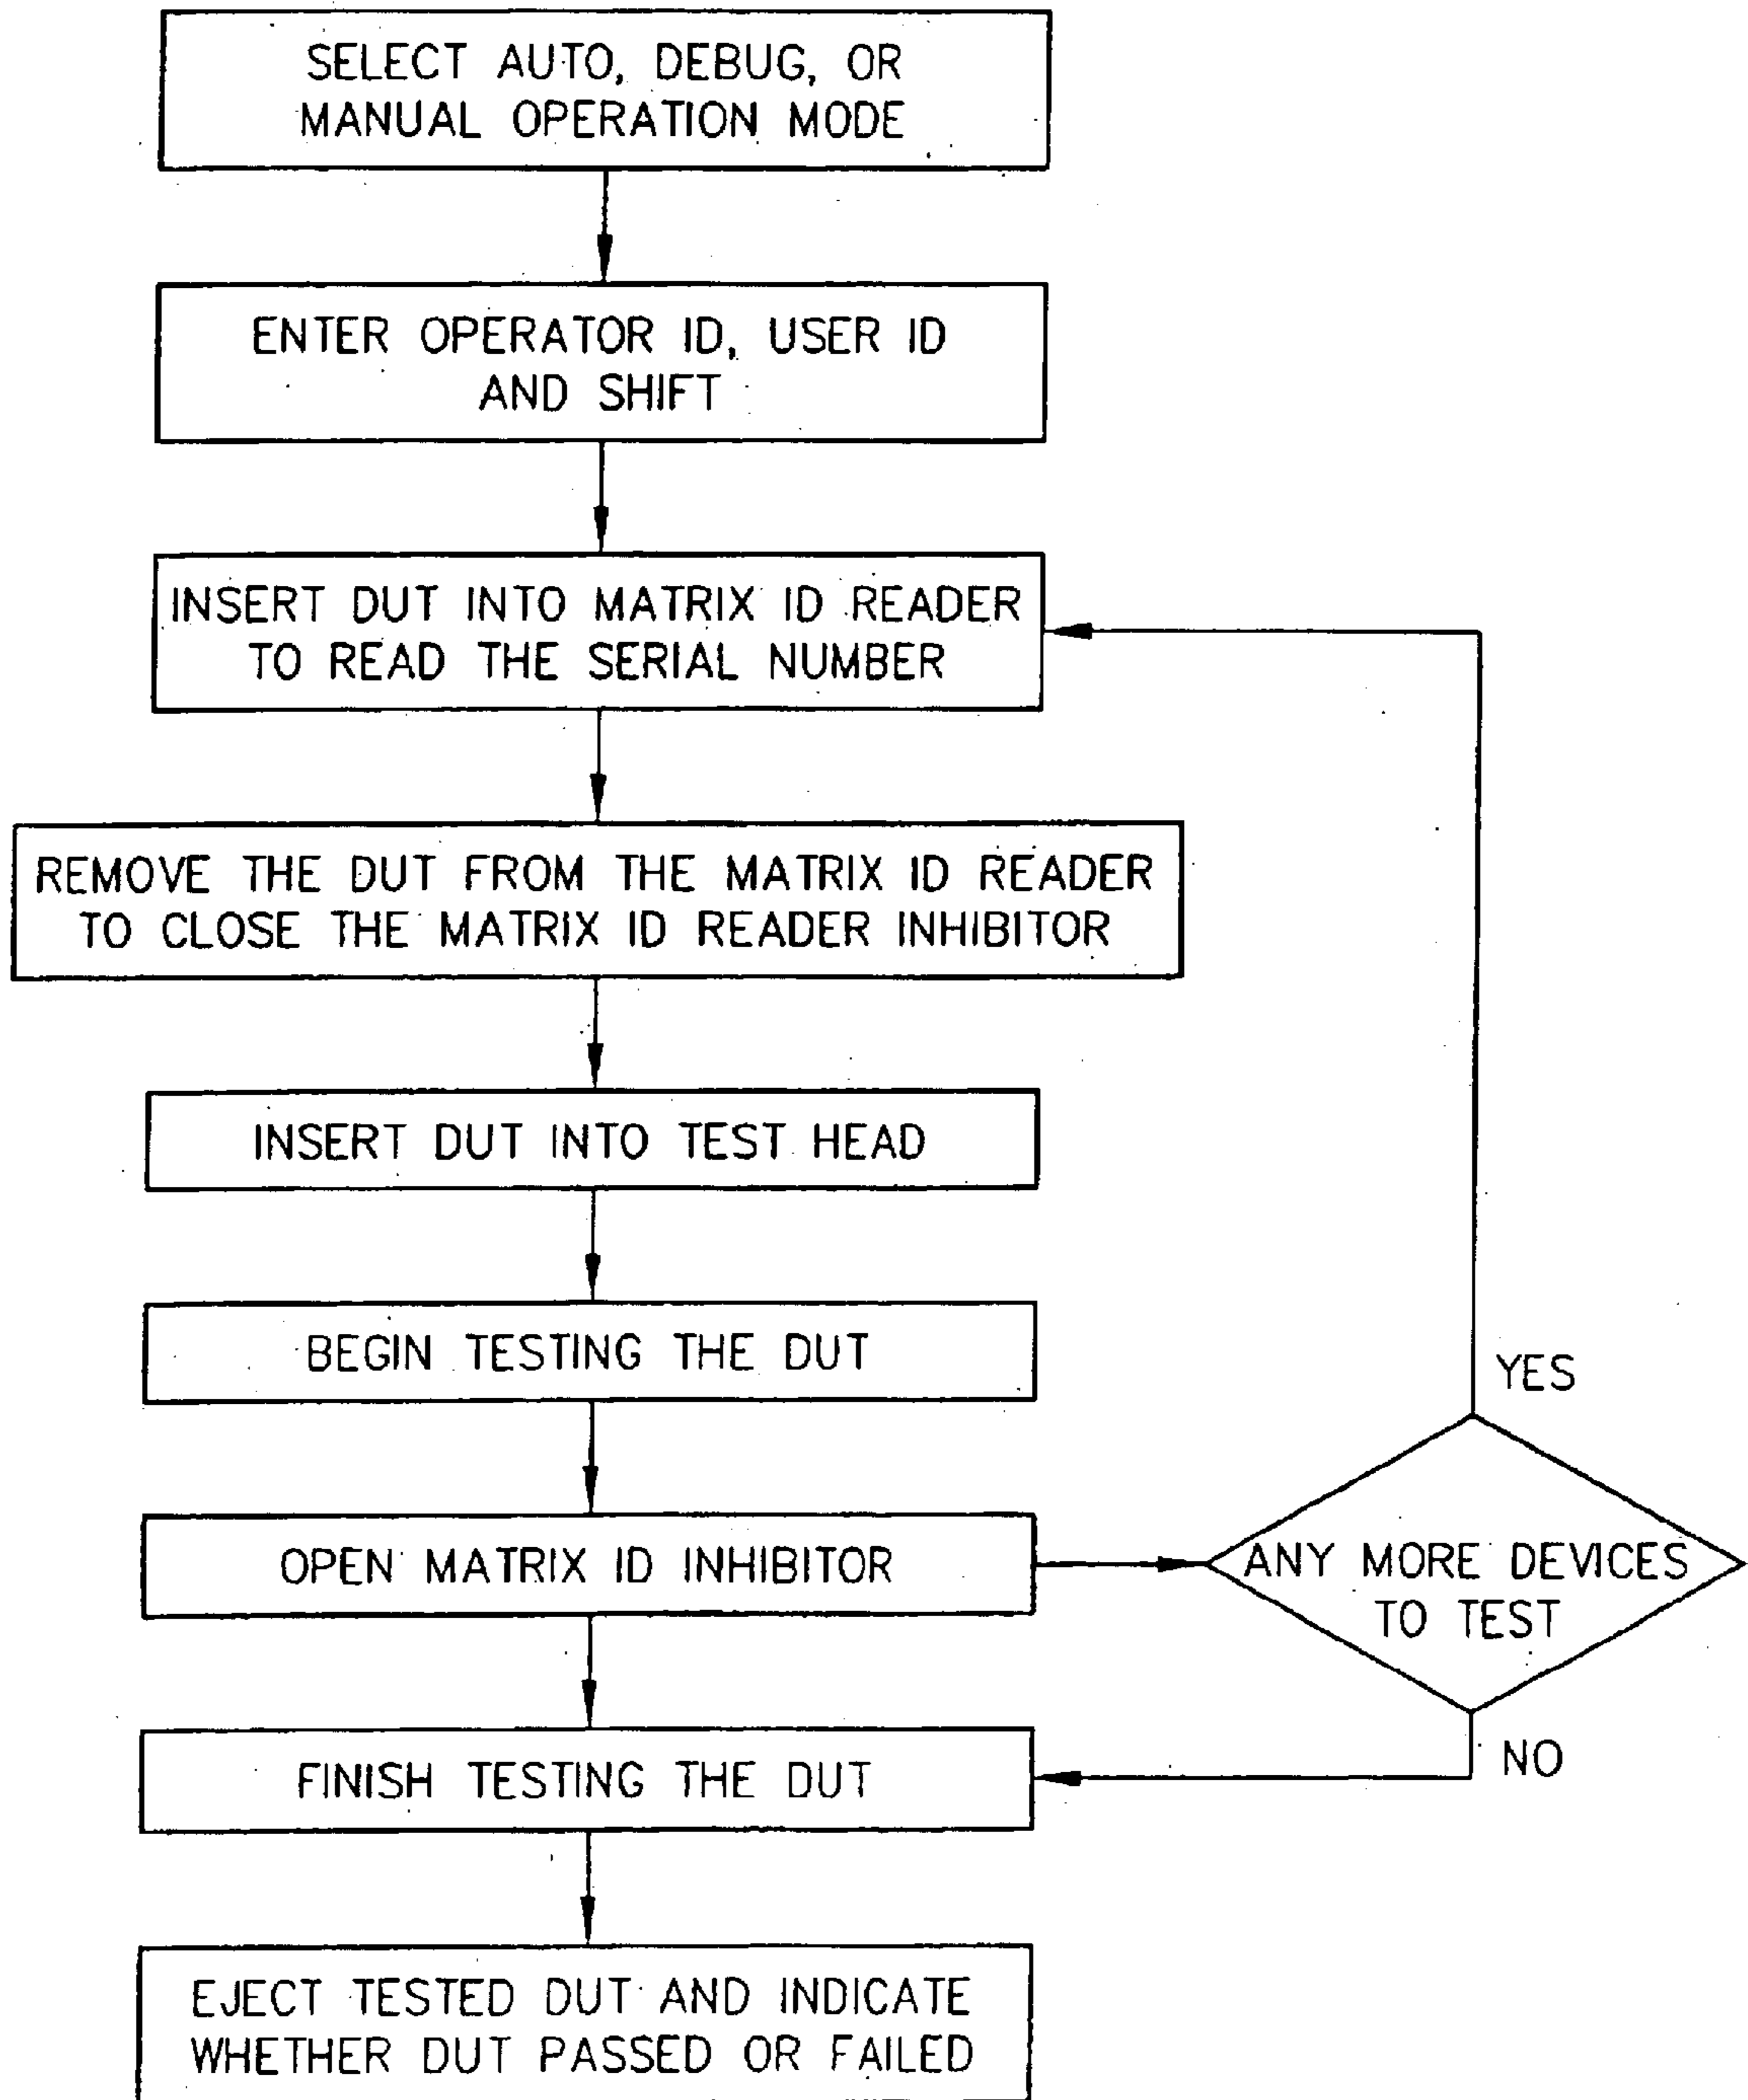 SELECT AUTO, DEBUG, OR
MANUAL OPERATION MODE
ENTER OPERATOR ID, USER ID
AND SHIFT
INSERT DUT INTO MATRIX ID READER
TO READ THE SERIAL NUMBER
REMOVE THE DUT FROM THE MATRIX ID READER
TO CLOSE THE MATRIX ID READER INHIBITOR
INSERT DUT INTO TEST HEAD
BEGIN TESTING THE DUT
YES
OPEN MATRIX ID INHIBITOR
ANY MORE DEVICES
TO TEST
NO
FINISH TESTING THE DUT
EJECT TESTED DUT AND INDICATE
WHETHER DUT PASSED OR FAILED